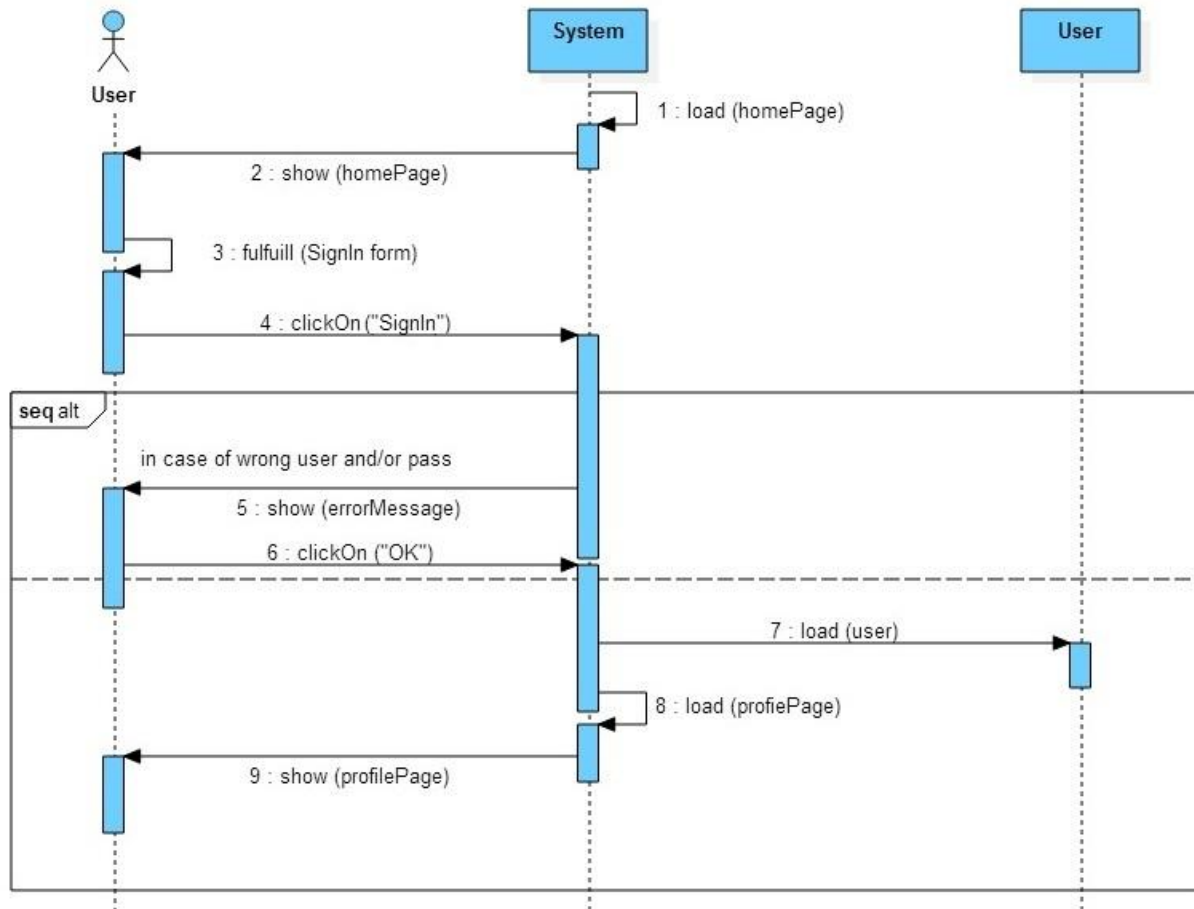 System
User
User
1 : load (homePage)
2 : show (homePage)
3 : fulfuill (SignIn form)
4 : clickOn ("SignIn")
seq alt
in case of wrong user and/or pass
5 : show (errorMessage)
6 : clickOn ("OK")
7 : load (user)
8 : load (profiePage)
9 : show (profilePage)